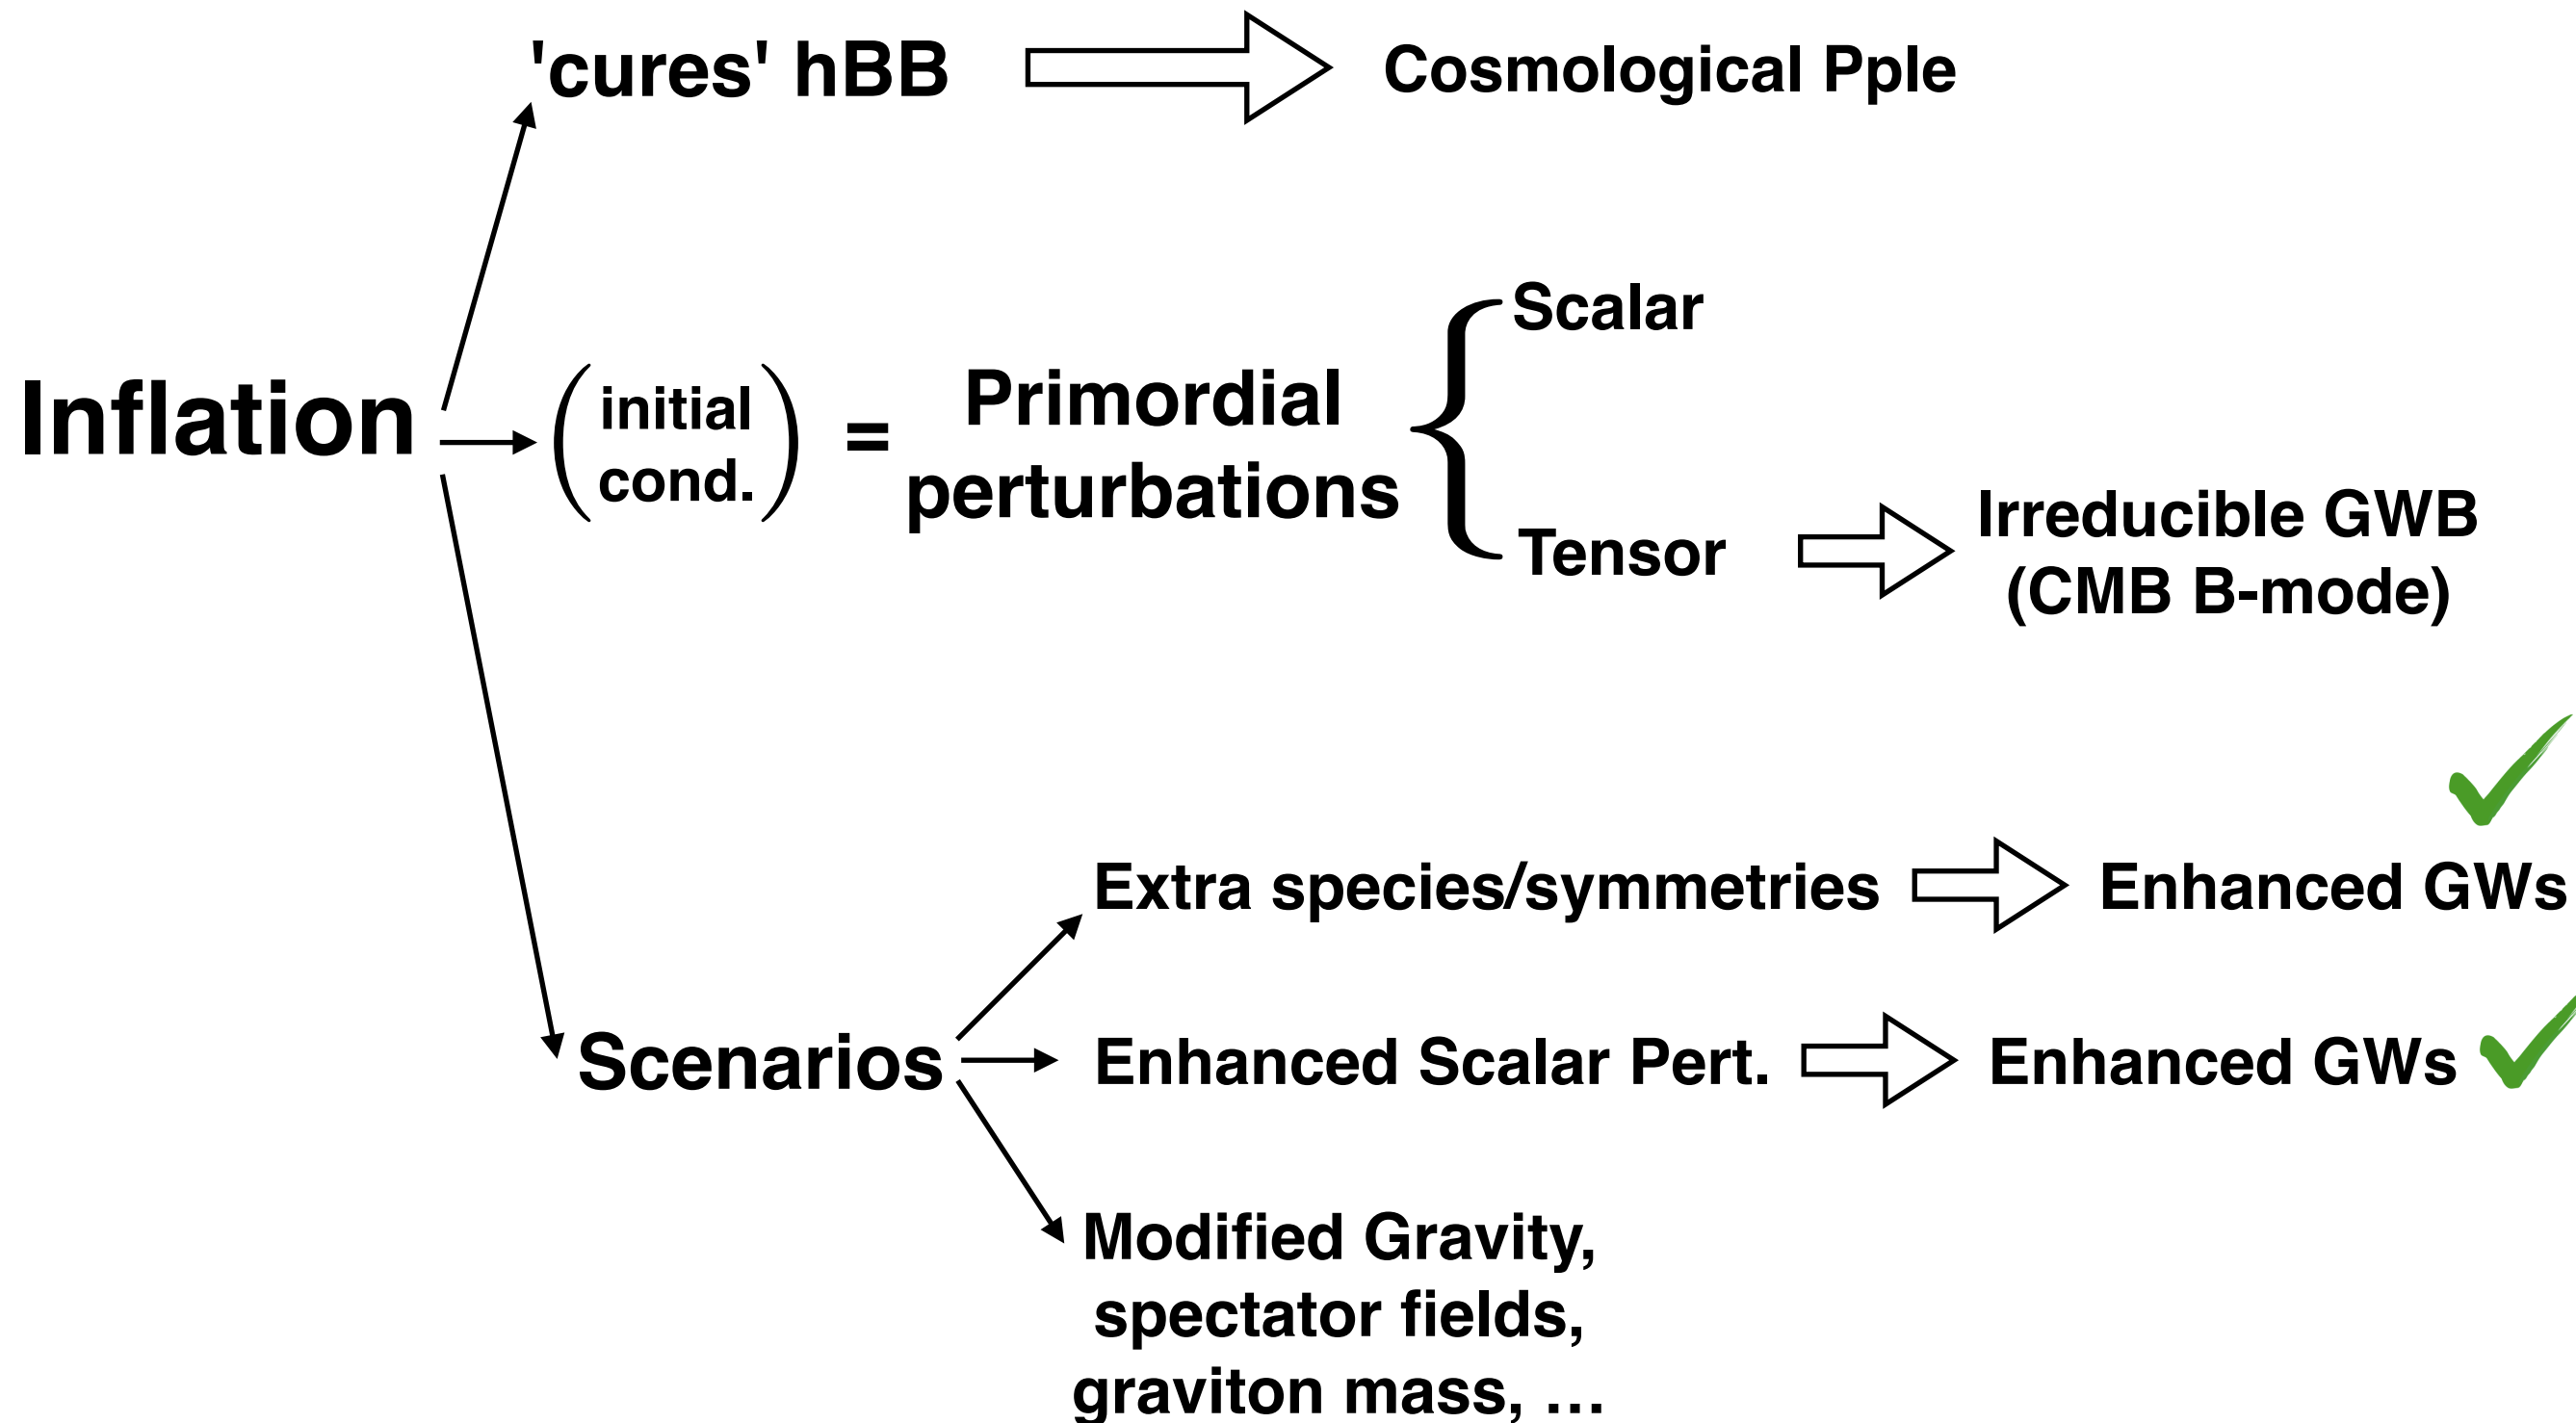 'cures' hBB
Cosmological Pple
Inflation
initial
cond.
=
Primordial
perturbations
Scalar
Tensor
Irreducible GWB
(CMB B-mode)
Scenarios
Extra species/symmetries
Enhanced GWs
Enhanced Scalar Pert.
Enhanced GWs
Modified Gravity,
spectator fields,
graviton mass, …